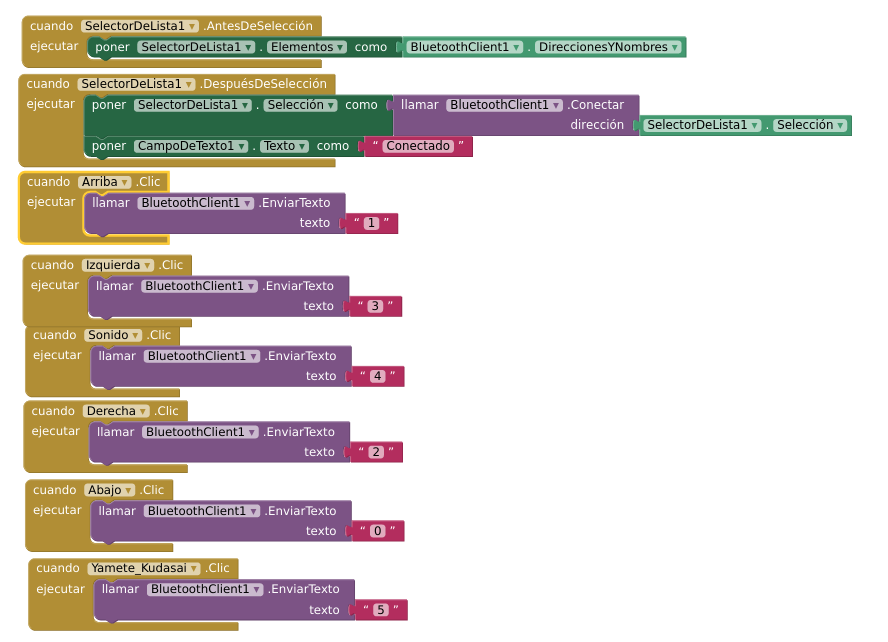 cuando SelectorDeLista1 .AntesDeSelección
ejecutar poner SelectorDeLista1 . Elementos como BluetoothClient1 . DireccionesYNombres
cuando SelectorDeLista1 .DespuésDeSelección
ejecutar poner SelectorDeLista1 . Selección como llamar BluetoothClient1 .Conectar
dirección SelectorDeLista1 . Selección
poner CampoDeTexto1 . Texto como “ Conectado ”
cuando Arriba .Clic
ejecutar llamar BluetoothClient1 .EnviarTexto
texto “ 1 ”
cuando Izquierda .Clic
ejecutar llamar BluetoothClient1 .EnviarTexto
texto “ 3 ”
cuando Sonido .Clic
ejecutar llamar BluetoothClient1 .EnviarTexto
texto “ 4 ”
cuando Derecha .Clic
ejecutar llamar BluetoothClient1 .EnviarTexto
texto “ 2 ”
cuando Abajo .Clic
ejecutar llamar BluetoothClient1 .EnviarTexto
texto “ 0 ”
cuando Yamete_Kudasai .Clic
ejecutar llamar BluetoothClient1 .EnviarTexto
texto “ 5 ”